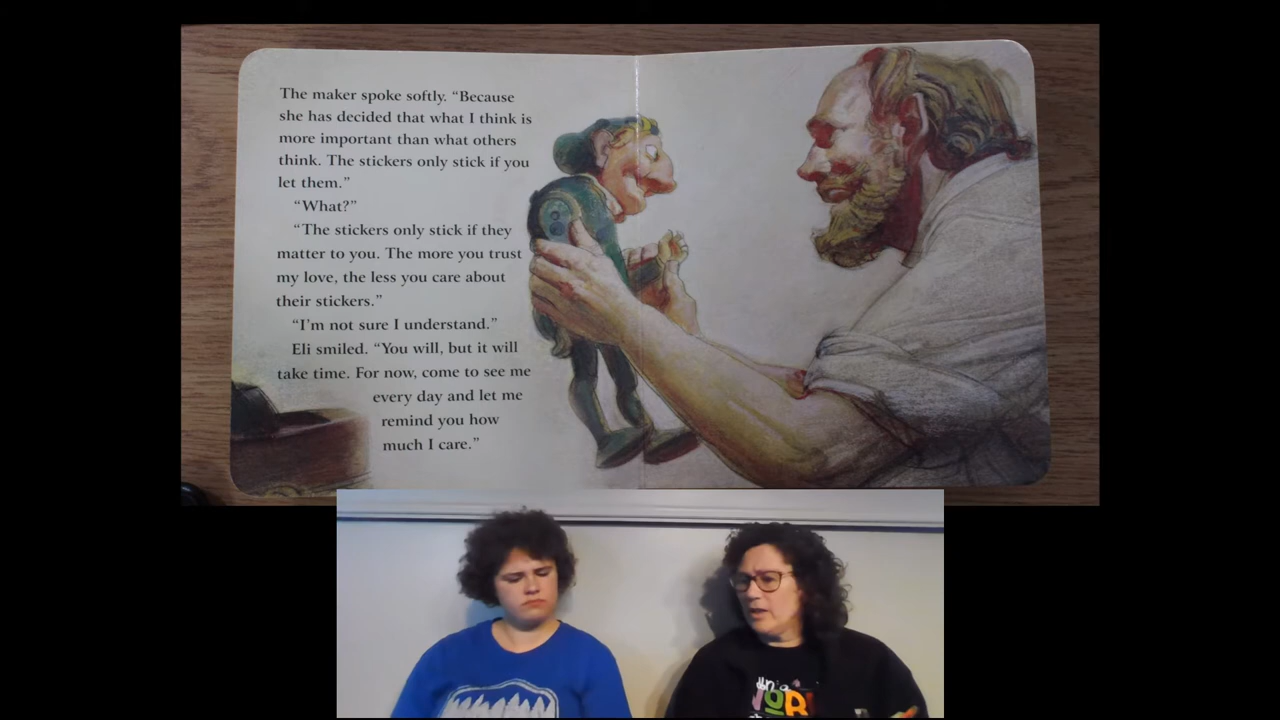 The maker spoke softly. “Because
she has decided that what I think is
more important than what others
think. The stickers only stick if you
let them.”
“What?”
“The stickers only stick if they
matter to you. The more you trust
my love, the less you care about
their stickers.”
“I’m not sure I understand.”
Eli smiled. “You will, but it will
take time. For now, come to see me
every day and let me
remind you how
much I care.”